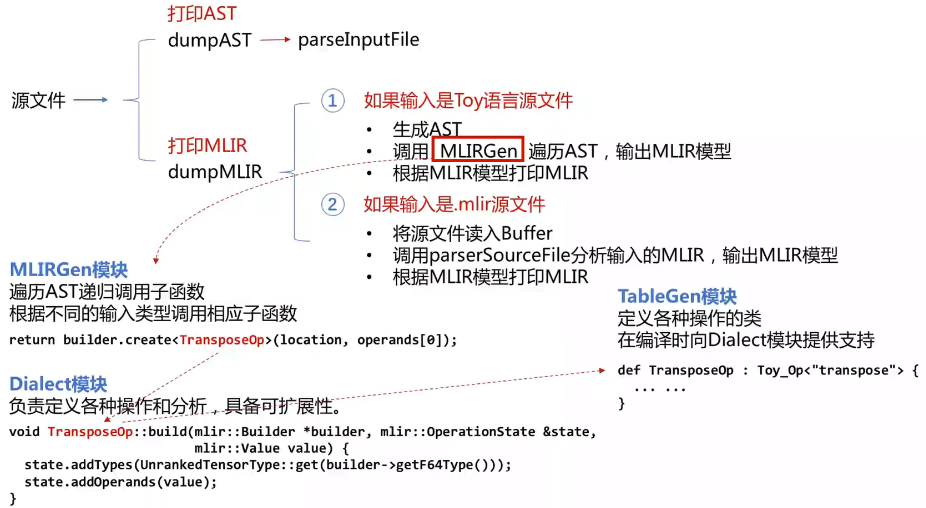 打印AST
dumpAST
parseInputFile
源文件
打印MLIR
dumpMLIR
① 如果输入是Toy语言源文件
• 生成AST
• 调用 MLIRGen 遍历AST，输出MLIR模型
• 根据MLIR模型打印MLIR
② 如果输入是.mlir源文件
• 将源文件读入Buffer
• 调用parserSourceFile分析输入的MLIR，输出MLIR模型
• 根据MLIR模型打印MLIR
MLIRGen模块
遍历AST递归调用子函数
根据不同的输入类型调用相应子函数
return builder.create<TransposeOp>(location, operands[0]);
TableGen模块
定义各种操作的类
在编译时向Dialect模块提供支持
def TransposeOp : Toy_Op<"transpose"> {
... ...
}
Dialect模块
负责定义各种操作和分析，具备可扩展性。
void TransposeOp::build(mlir::Builder *builder, mlir::OperationState &state,
mlir::Value value) {
state.addTypes(UnrankedTensorType::get(builder->getF64Type()));
state.addOperands(value);
}